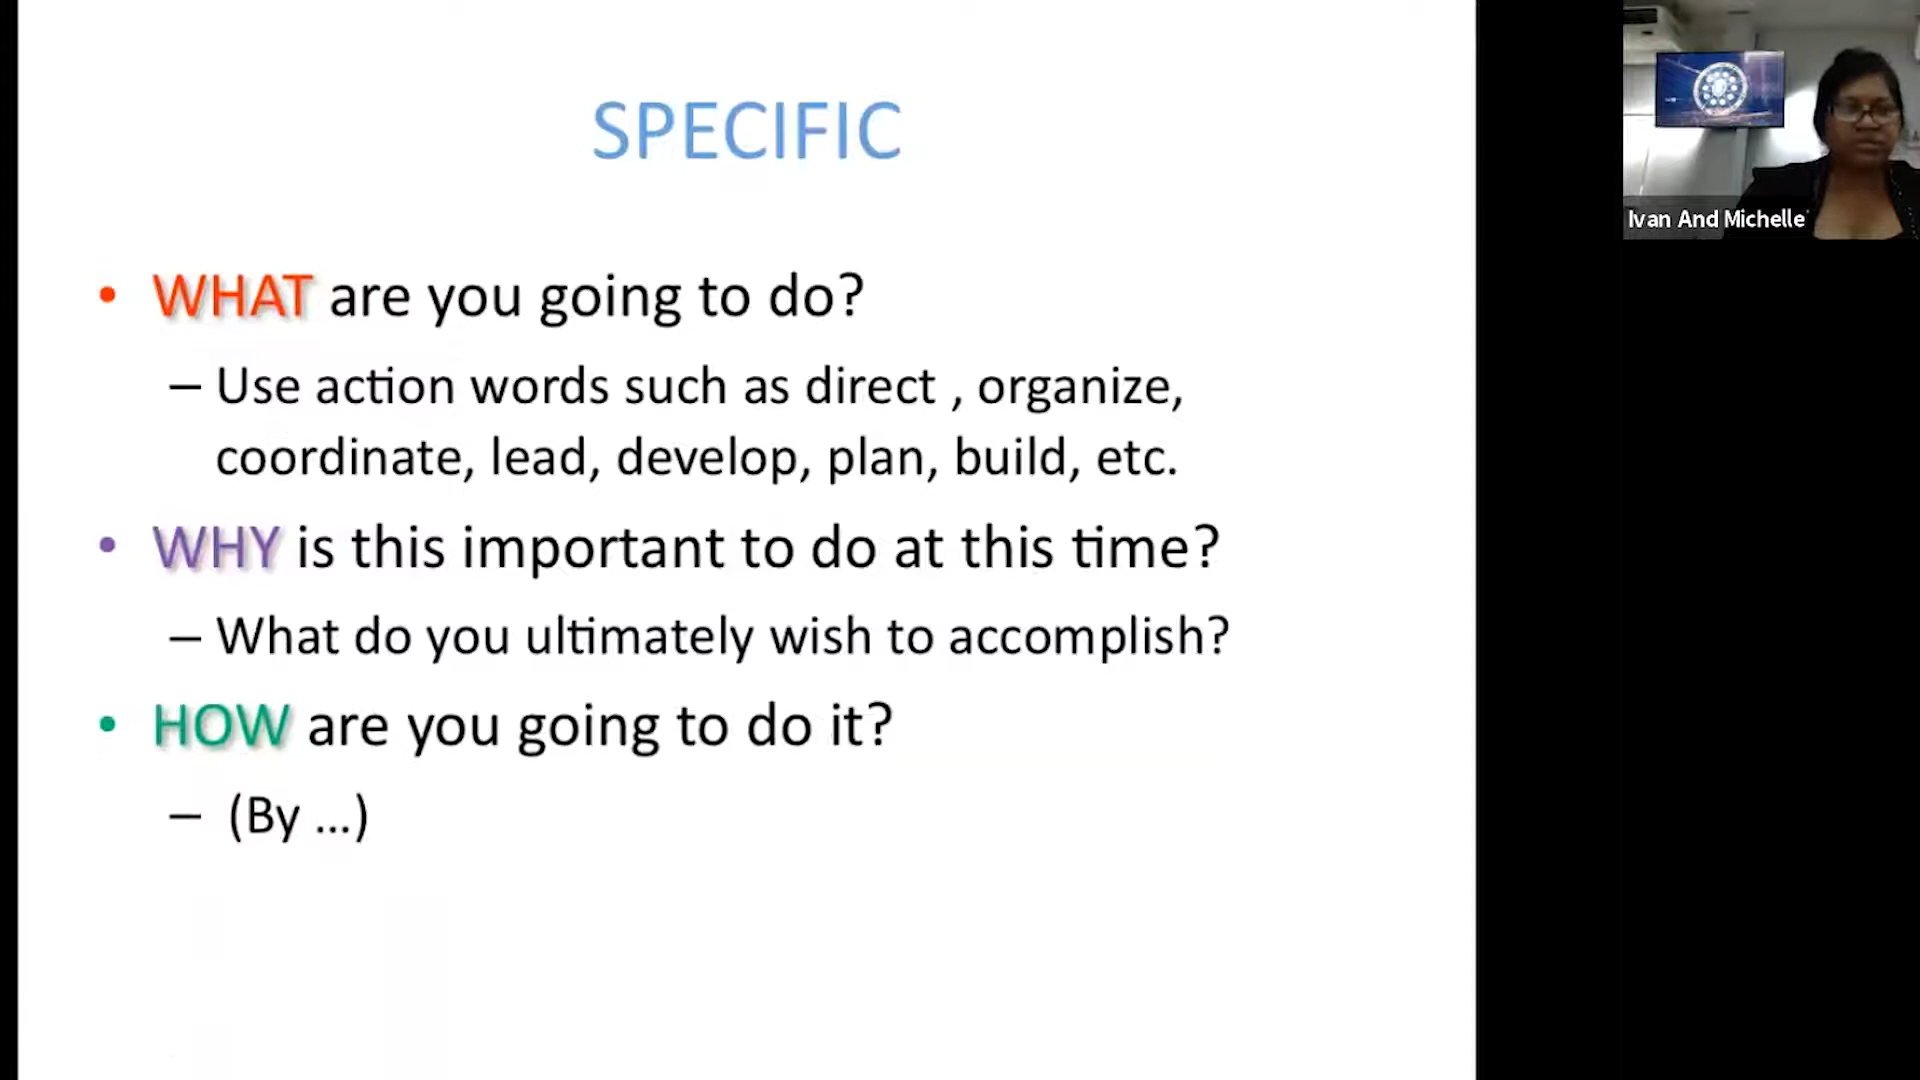 SPECIFIC
• WHAT are you going to do?
– Use action words such as direct , organize,
coordinate, lead, develop, plan, build, etc.
• WHY is this important to do at this time?
– What do you ultimately wish to accomplish?
• HOW are you going to do it?
– (By ...)
Ivan And Michelle